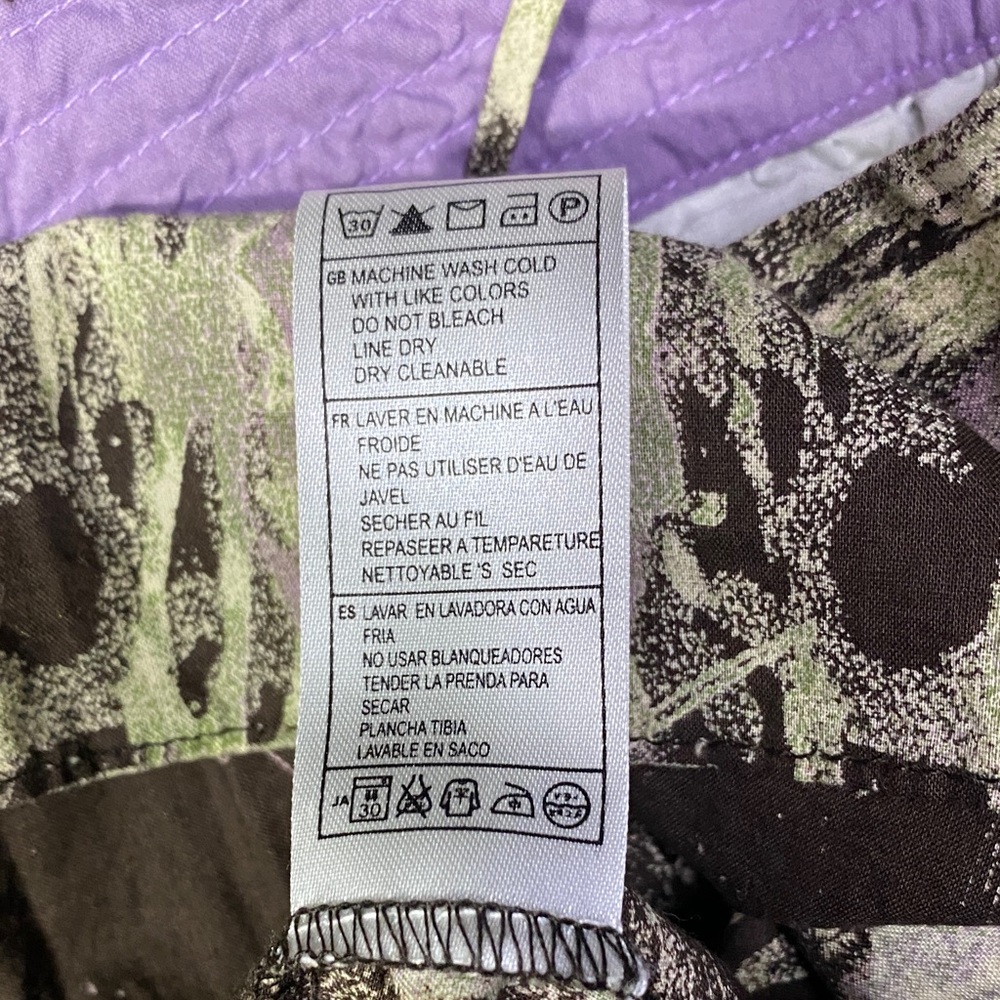 30 P
GB MACHINE WASH COLD
WITH LIKE COLORS
DO NOT BLEACH
LINE DRY
DRY CLEANABLE
FR LAVER EN MACHINE A L'EAU
FROIDE
NE PAS UTILISER D'EAU DE
JAVEL
SECHER AU FIL
REPASEER A TEMPARETURE
NETTOYABLE 'S SEC
ES LAVAR EN LAVADORA CON AGUA
FRIA
NO USAR BLANQUEADORES
TENDER LA PRENDA PARA
SECAR
PLANCHA TIBIA
LAVABLE EN SACO
JA 30 中